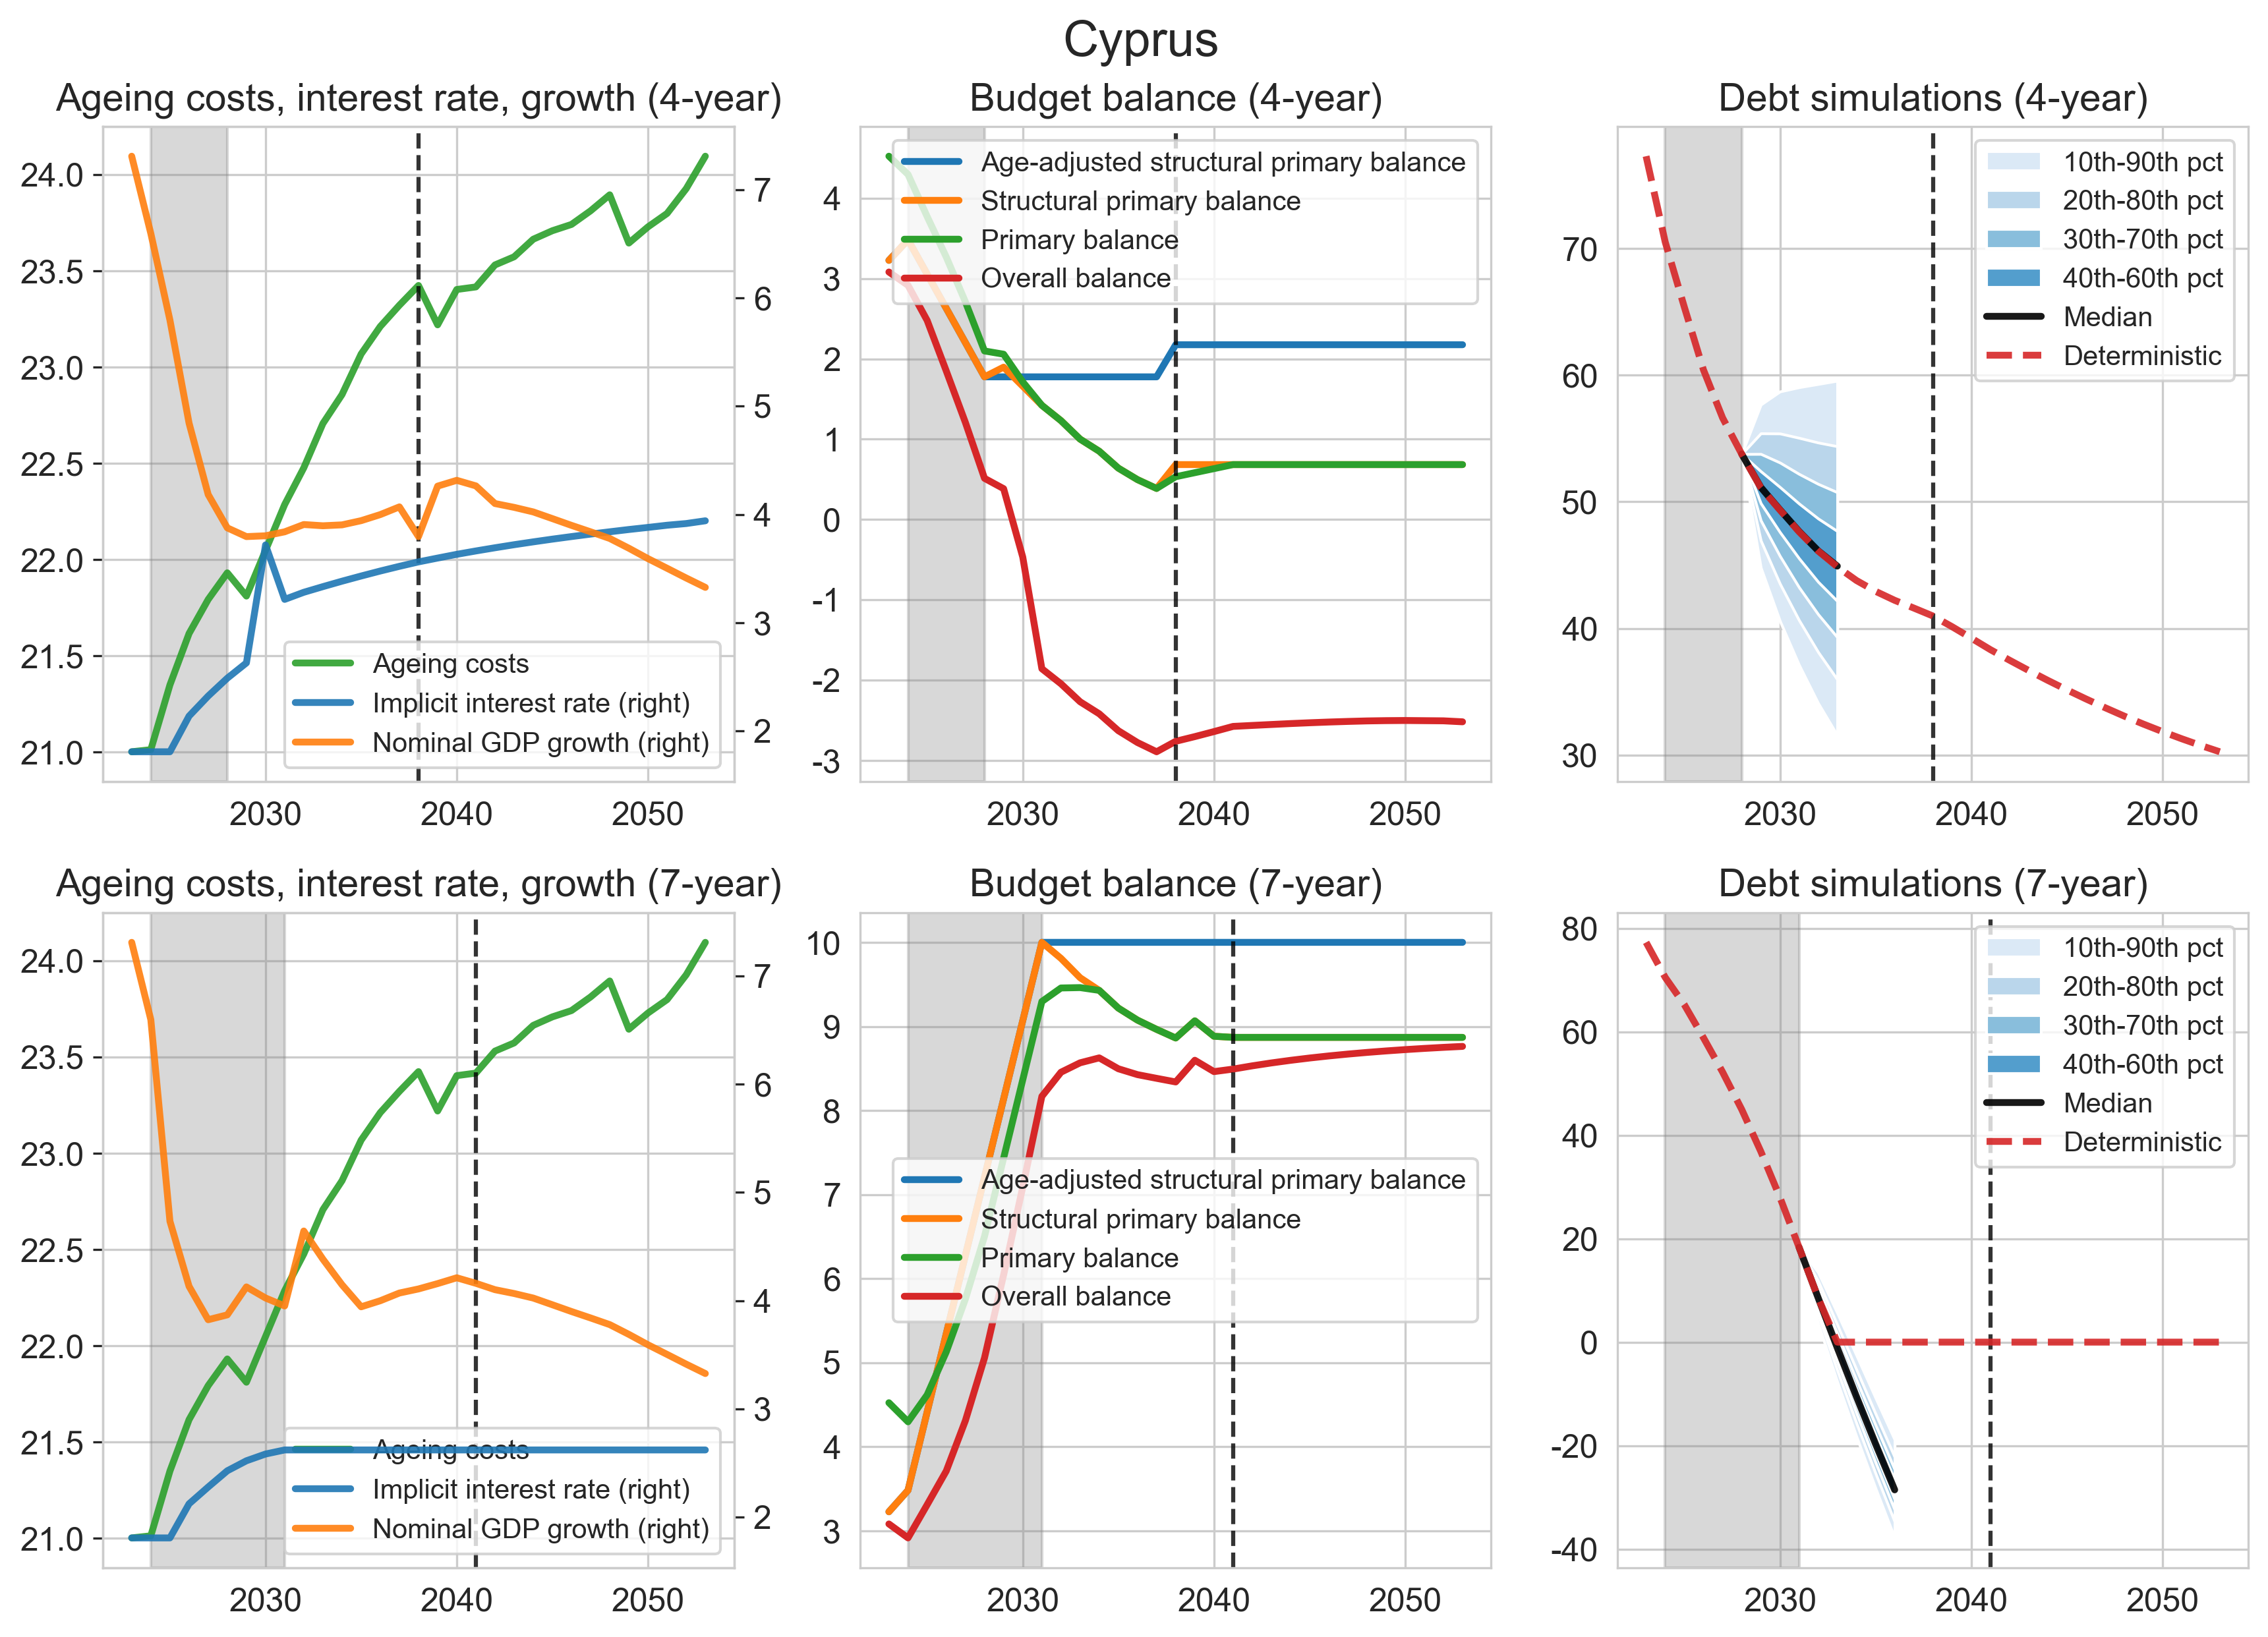 Cyprus
Ageing costs, interest rate, growth (4-year)
24.0
23.5
23.0
22.5
22.0
21.5
21.0
7
6
5
4
3
2
Ageing costs
Implicit interest rate (right)
Nominal GDP growth (right)
2030
2040
2050
Budget balance (4-year)
4
3
2
1
0
-1
-2
-3
Age-adjusted structural primary balance
Structural primary balance
Primary balance
Overall balance
2030
2040
2050
Debt simulations (4-year)
70
60
50
40
30
10th-90th pct
20th-80th pct
30th-70th pct
40th-60th pct
Median
Deterministic
2030
2040
2050
Ageing costs, interest rate, growth (7-year)
24.0
23.5
23.0
22.5
22.0
21.5
21.0
7
6
5
4
3
2
Ageing costs
Implicit interest rate (right)
Nominal GDP growth (right)
2030
2040
2050
Budget balance (7-year)
10
9
8
7
6
5
4
3
Age-adjusted structural primary balance
Structural primary balance
Primary balance
Overall balance
2030
2040
2050
Debt simulations (7-year)
80
60
40
20
0
-20
-40
10th-90th pct
20th-80th pct
30th-70th pct
40th-60th pct
Median
Deterministic
2030
2040
2050